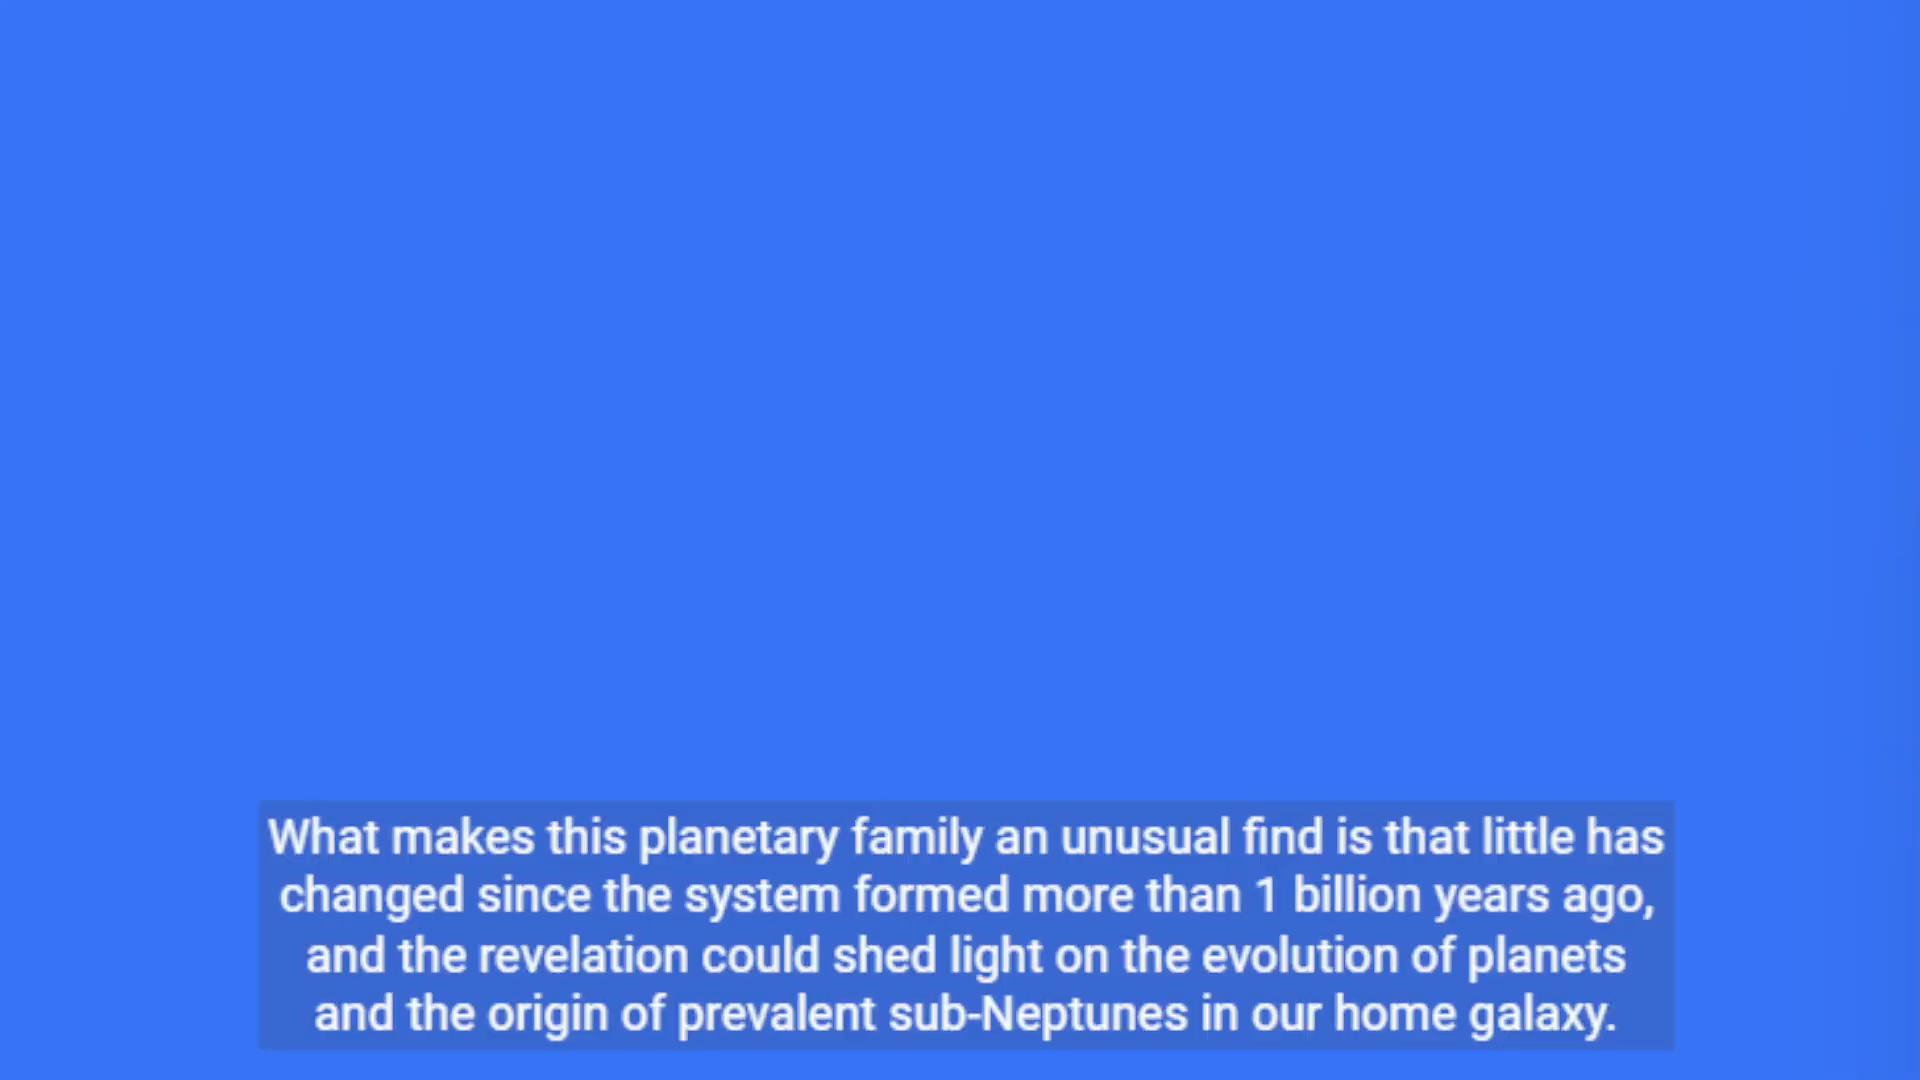 What makes this planetary family an unusual find is that little has
changed since the system formed more than 1 billion years ago,
and the revelation could shed light on the evolution of planets
and the origin of prevalent sub-Neptunes in our home galaxy.